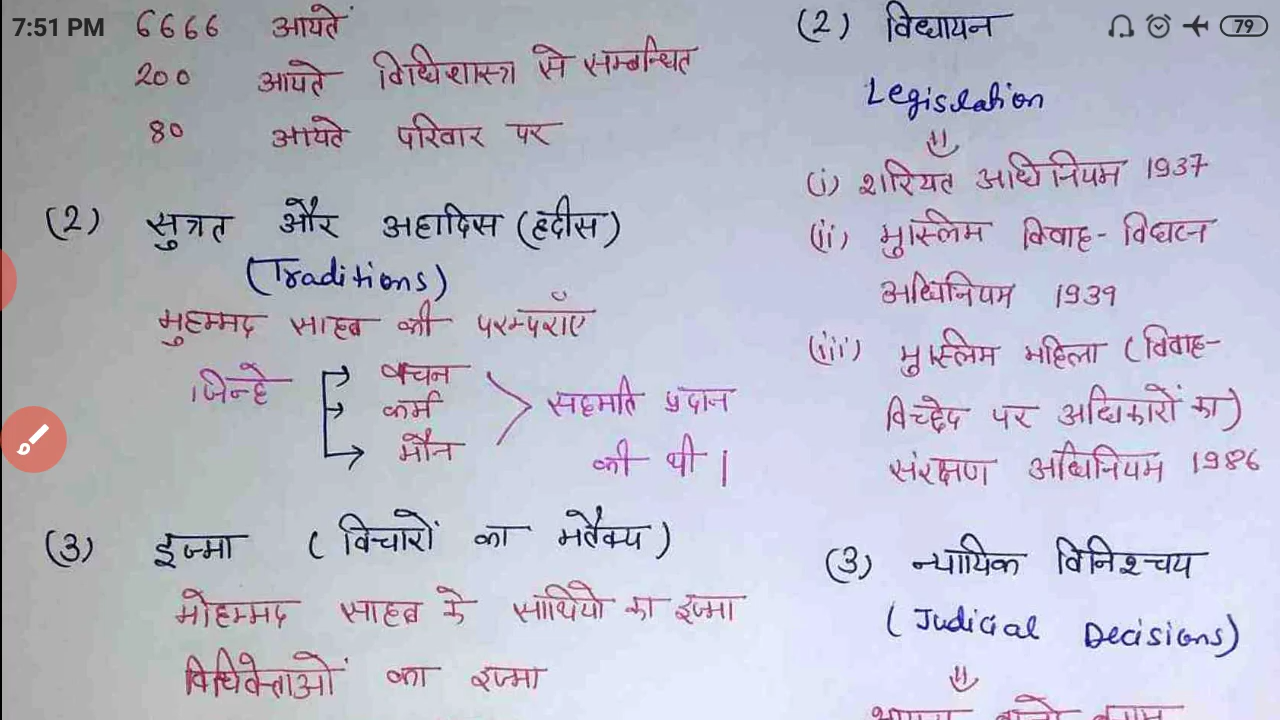 7:51 PM
79
6666 आयतें
200 आयते विधिशास्त्र से सम्बन्धित
80 आयते परिवार पर
(2) सुन्नत और अहादिस (हदीस)
(Traditions)
मुहम्मद साहब की परम्पराएँ
जिन्हे
वचन
कर्म
मौन
सहमति प्रदान
की थी |
(3) इज्मा ( विचारों का मतैक्य )
मोहम्मद साहब के साथियो का इज्मा
विधिवेत्ताओं का इज्मा
(2) विधायन
Legislation
(i) शरियत अधिनियम 1937
(ii) मुस्लिम विवाह - विघटन
अधिनियम 1939
(iii) मुस्लिम महिला ( विवाह-
विच्छेद पर अधिकारों का )
संरक्षण अधिनियम 1986
(3) न्यायिक विनिश्चय
( Judicial Decisions)